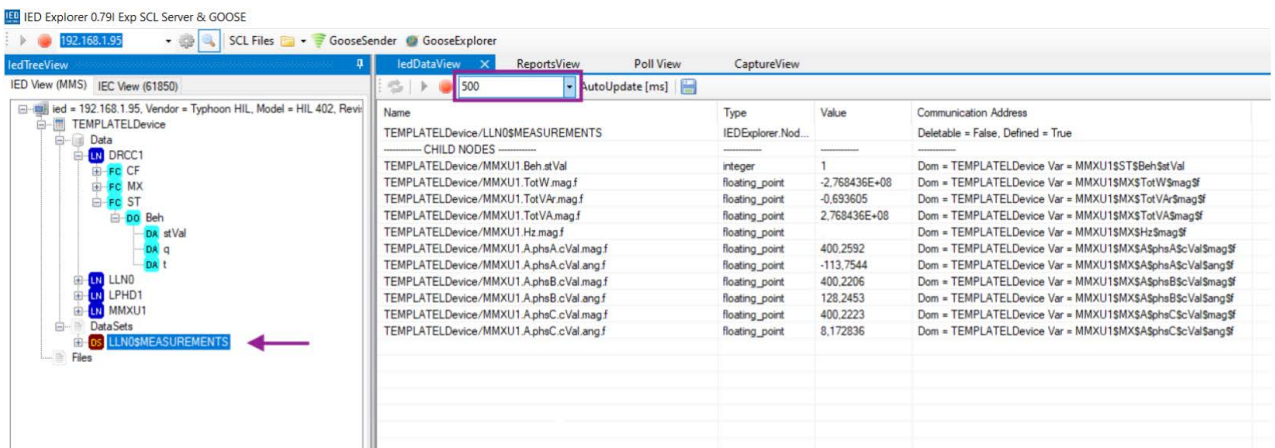 IED Explorer 0.79l Exp SCL Server & GOOSE
192.168.1.95 SCL Files GooseSender GooseExplorer
IedTreeView
IED View (MMS) IEC View (61850)
ied = 192.168.1.95, Vendor = Typhoon HIL, Model = HIL 402, Revi
TEMPLATELDevice
Data
LN DRCC1
FC CF
FC MX
FC ST
DO Beh
DA stVal
DA q
DA t
LN LLN0
LN LPHD1
LN MMXU1
DataSets
DS LLN0$MEASUREMENTS
Files
IedDataView ReportsView Poll View CaptureView
500 AutoUpdate [ms]
Name Type Value Communication Address
TEMPLATELDevice/LLN0$MEASUREMENTS IEDExplorer.Nod... Deletable = False, Defined = True
------------ CHILD NODES ------------ ------------ ------------ ------------
TEMPLATELDevice/MMXU1.Beh.stVal integer 1 Dom = TEMPLATELDevice Var = MMXU1$ST$Beh$stVal
TEMPLATELDevice/MMXU1.TotW.mag.f floating_point -2,768436E+08 Dom = TEMPLATELDevice Var = MMXU1$MX$TotW$mag$f
TEMPLATELDevice/MMXU1.TotVAr.mag.f floating_point -0,693605 Dom = TEMPLATELDevice Var = MMXU1$MX$TotVAr$mag$f
TEMPLATELDevice/MMXU1.TotVA.mag.f floating_point 2,768436E+08 Dom = TEMPLATELDevice Var = MMXU1$MX$TotVA$mag$f
TEMPLATELDevice/MMXU1.Hz.mag.f floating_point Dom = TEMPLATELDevice Var = MMXU1$MX$Hz$mag$f
TEMPLATELDevice/MMXU1.A.phsA.cVal.mag.f floating_point 400,2592 Dom = TEMPLATELDevice Var = MMXU1$MX$A$phsA$cVal$mag$f
TEMPLATELDevice/MMXU1.A.phsA.cVal.ang.f floating_point -113,7544 Dom = TEMPLATELDevice Var = MMXU1$MX$A$phsA$cVal$ang$f
TEMPLATELDevice/MMXU1.A.phsB.cVal.mag.f floating_point 400,2206 Dom = TEMPLATELDevice Var = MMXU1$MX$A$phsB$cVal$mag$f
TEMPLATELDevice/MMXU1.A.phsB.cVal.ang.f floating_point 128,2453 Dom = TEMPLATELDevice Var = MMXU1$MX$A$phsB$cVal$ang$f
TEMPLATELDevice/MMXU1.A.phsC.cVal.mag.f floating_point 400,2223 Dom = TEMPLATELDevice Var = MMXU1$MX$A$phsC$cVal$mag$f
TEMPLATELDevice/MMXU1.A.phsC.cVal.ang.f floating_point 8,172836 Dom = TEMPLATELDevice Var = MMXU1$MX$A$phsC$cVal$ang$f